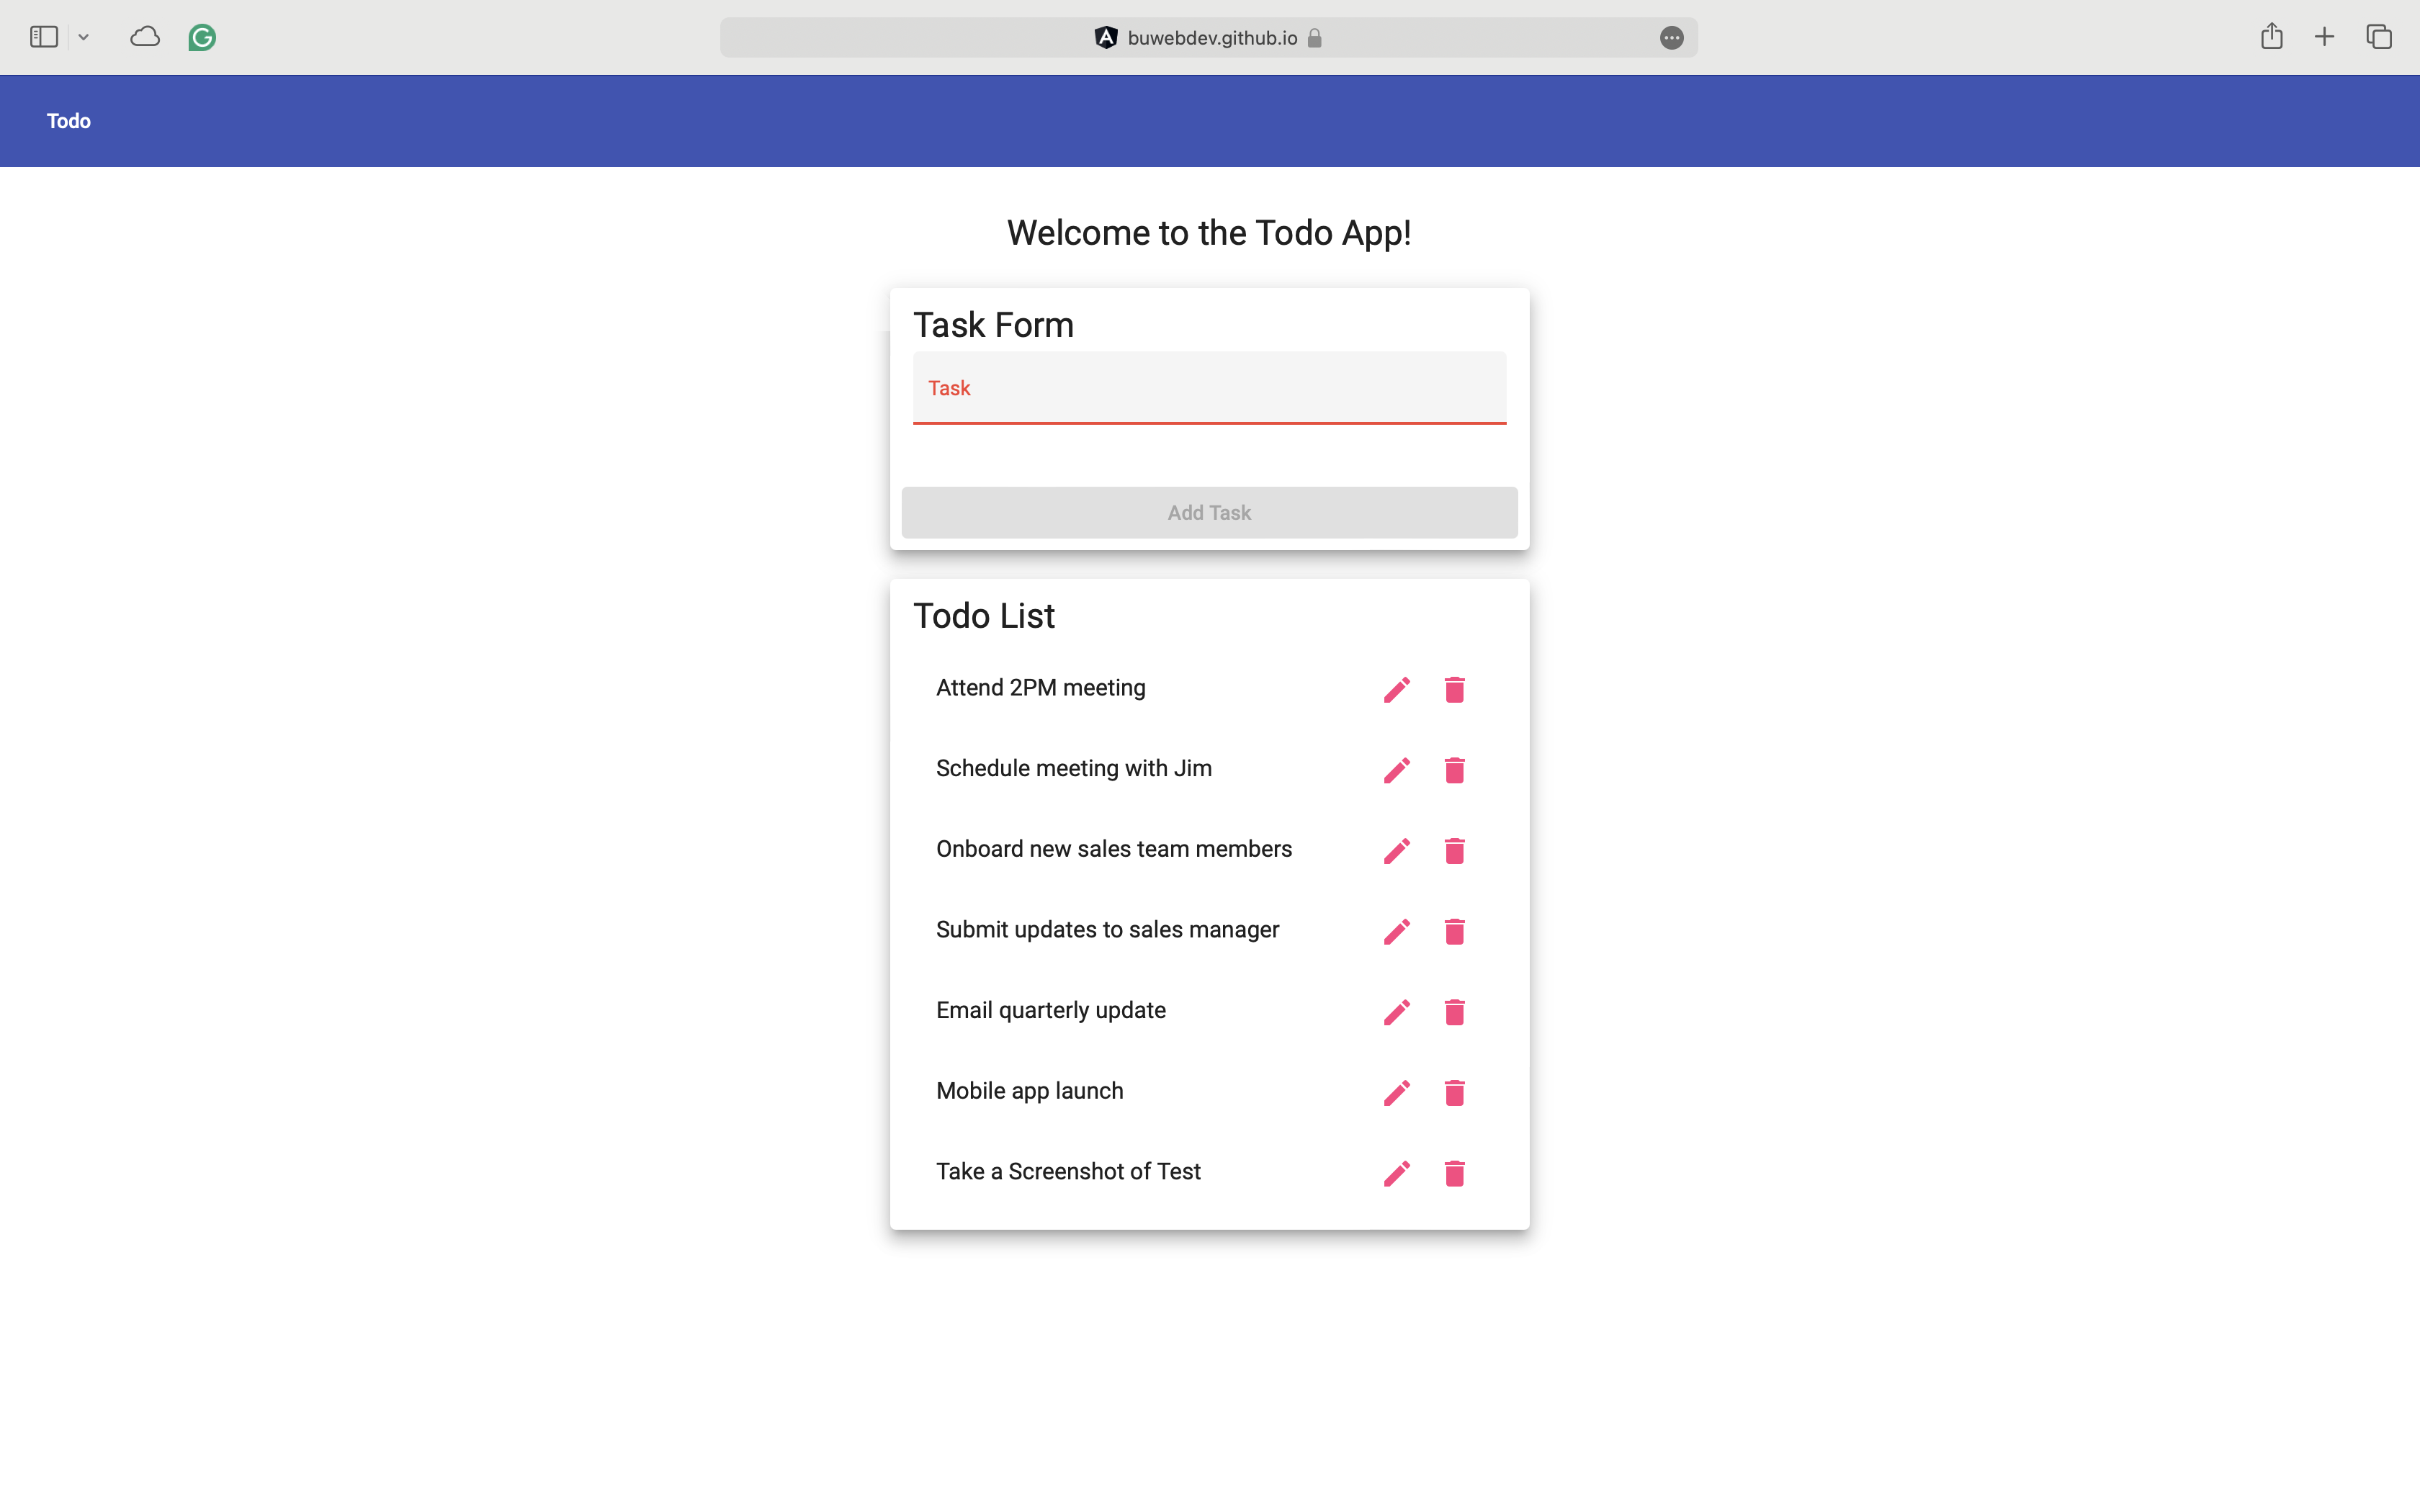 buwebdev.github.io
Todo
Welcome to the Todo App!
Task Form
Task
Add Task
Todo List
Attend 2PM meeting
Schedule meeting with Jim
Onboard new sales team members
Submit updates to sales manager
Email quarterly update
Mobile app launch
Take a Screenshot of Test